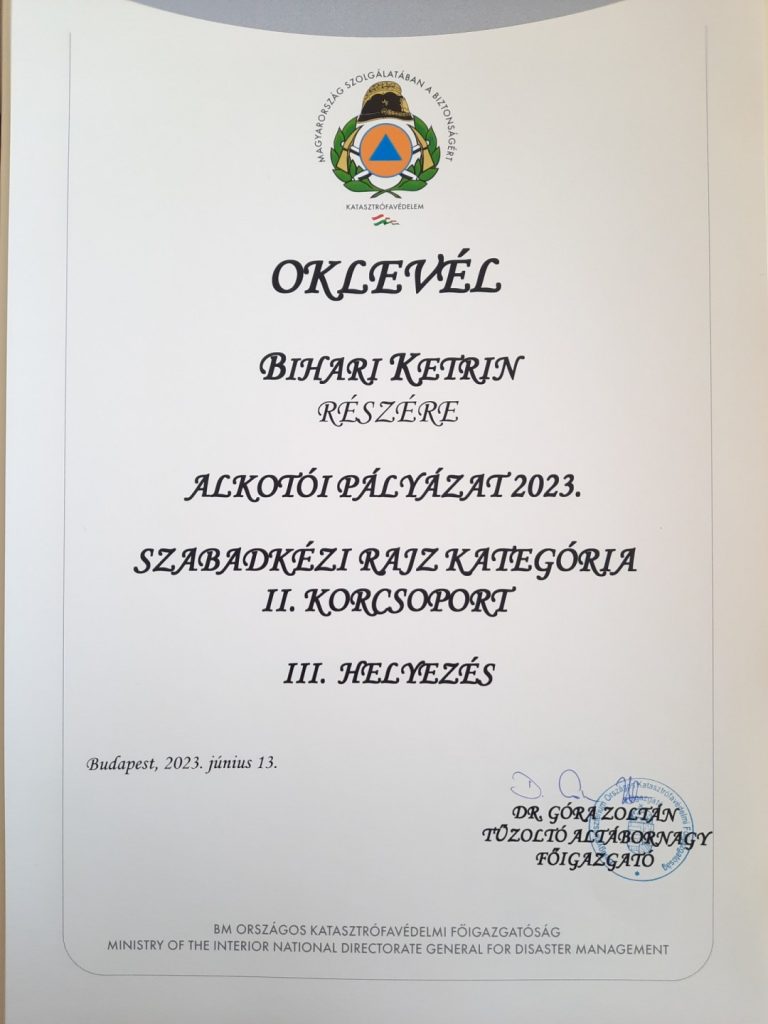 MAGYARORSZÁG SZOLGÁLATÁBAN A BIZTONSÁGÉRT
KATASZTRÓFAVÉDELEM
OKLEVÉL
BIHARI KETRIN
RÉSZÉRE
ALKOTÓI PÁLYÁZAT 2023.
SZABADKÉZI RAJZ KATEGÓRIA
II. KORCSOPORT
III. HELYEZÉS
Budapest, 2023. június 13.
DR. GÓRA ZOLTÁN
TŰZOLTÓ ALTÁBORNAGY
FŐIGAZGATÓ
BM ORSZÁGOS KATASZTRÓFAVÉDELMI FŐIGAZGATÓSÁG
MINISTRY OF THE INTERIOR NATIONAL DIRECTORATE GENERAL FOR DISASTER MANAGEMENT